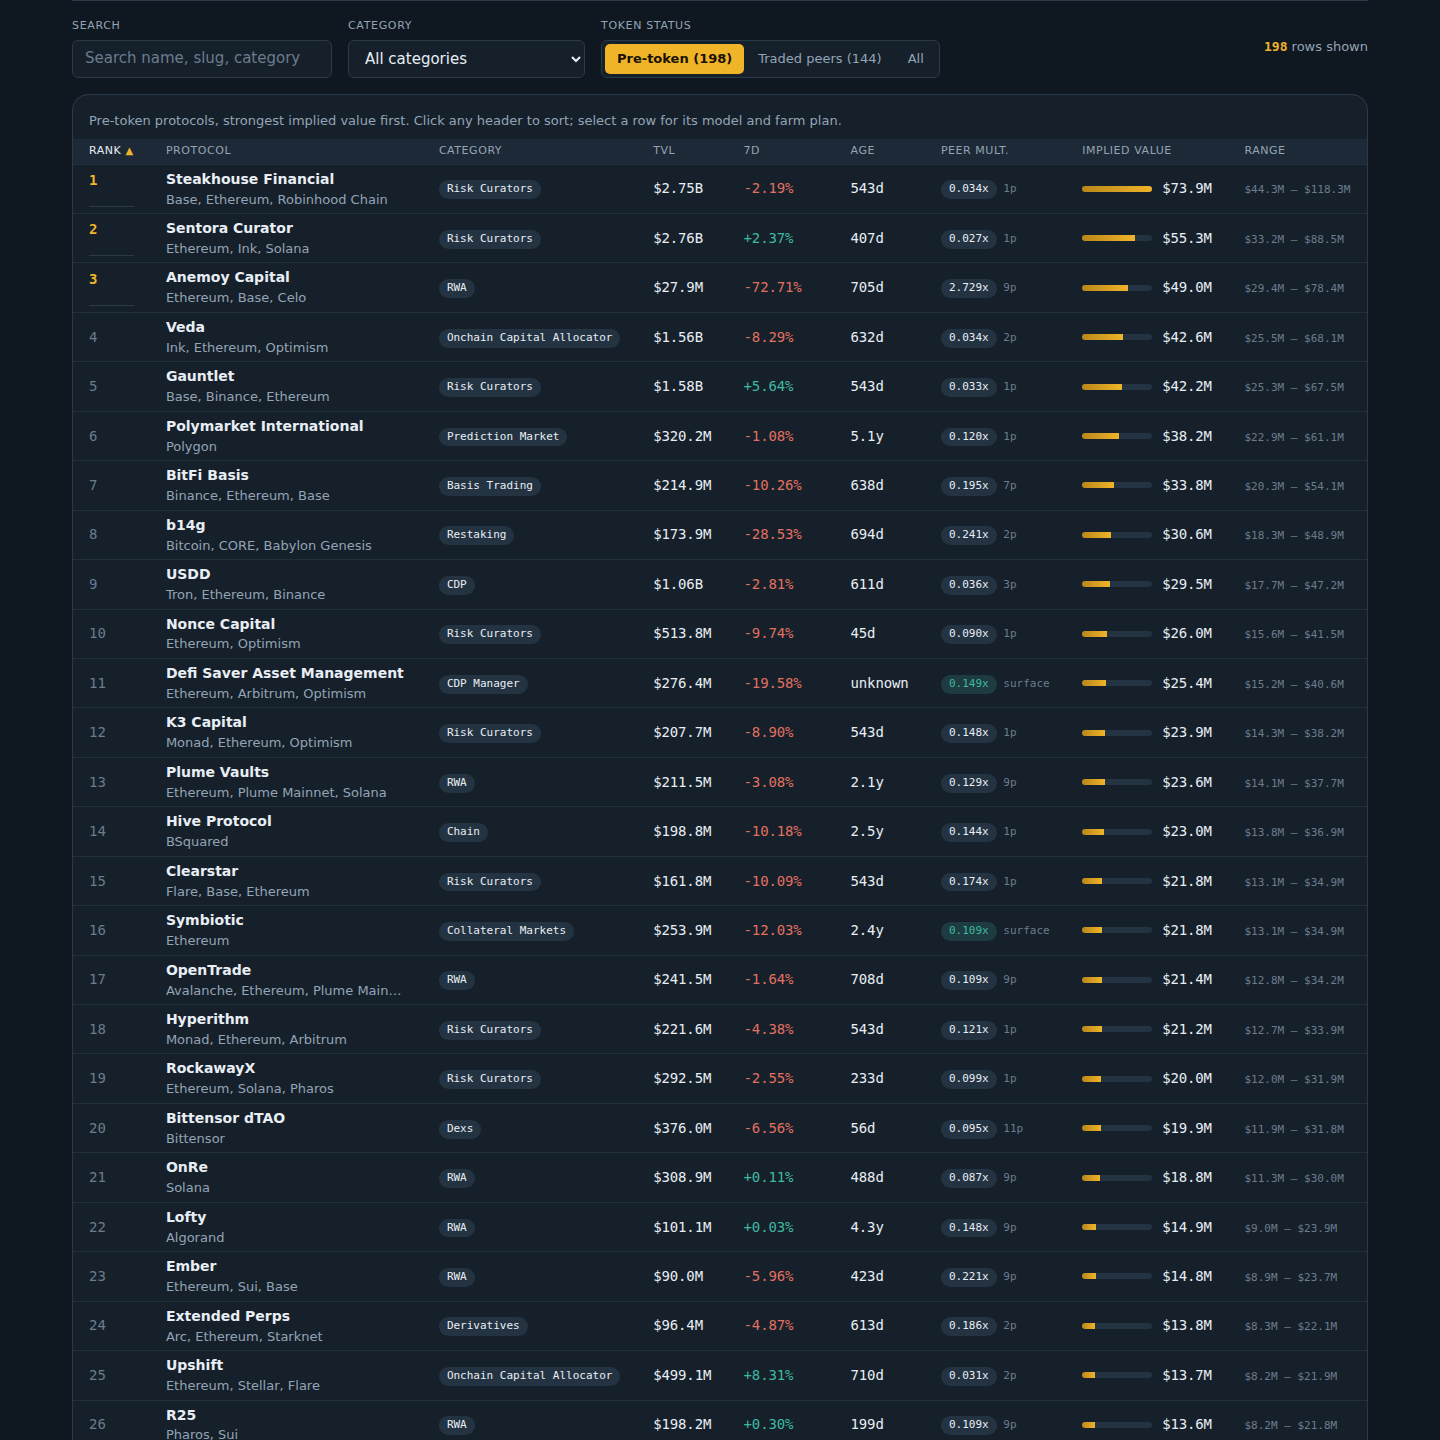 SEARCH CATEGORY TOKEN STATUS
Search name, slug, category All categories Pre-token (198) Traded peers (144) All 198 rows shown
Pre-token protocols, strongest implied value first. Click any header to sort; select a row for its model and farm plan.
RANK ▲ PROTOCOL CATEGORY TVL 7D AGE PEER MULT. IMPLIED VALUE RANGE
1 Steakhouse Financial Risk Curators $2.75B -2.19% 543d 0.034x 1p $73.9M $44.3M — $118.3M
Base, Ethereum, Robinhood Chain
2 Sentora Curator Risk Curators $2.76B +2.37% 407d 0.027x 1p $55.3M $33.2M — $88.5M
Ethereum, Ink, Solana
3 Anemoy Capital RWA $27.9M -72.71% 705d 2.729x 9p $49.0M $29.4M — $78.4M
Ethereum, Base, Celo
4 Veda Onchain Capital Allocator $1.56B -8.29% 632d 0.034x 2p $42.6M $25.5M — $68.1M
Ink, Ethereum, Optimism
5 Gauntlet Risk Curators $1.58B +5.64% 543d 0.033x 1p $42.2M $25.3M — $67.5M
Base, Binance, Ethereum
6 Polymarket International Prediction Market $320.2M -1.08% 5.1y 0.120x 1p $38.2M $22.9M — $61.1M
Polygon
7 BitFi Basis Basis Trading $214.9M -10.26% 638d 0.195x 7p $33.8M $20.3M — $54.1M
Binance, Ethereum, Base
8 b14g Restaking $173.9M -28.53% 694d 0.241x 2p $30.6M $18.3M — $48.9M
Bitcoin, CORE, Babylon Genesis
9 USDD CDP $1.06B -2.81% 611d 0.036x 3p $29.5M $17.7M — $47.2M
Tron, Ethereum, Binance
10 Nonce Capital Risk Curators $513.8M -9.74% 45d 0.090x 1p $26.0M $15.6M — $41.5M
Ethereum, Optimism
11 Defi Saver Asset Management CDP Manager $276.4M -19.58% unknown 0.149x surface $25.4M $15.2M — $40.6M
Ethereum, Arbitrum, Optimism
12 K3 Capital Risk Curators $207.7M -8.90% 543d 0.148x 1p $23.9M $14.3M — $38.2M
Monad, Ethereum, Optimism
13 Plume Vaults RWA $211.5M -3.08% 2.1y 0.129x 9p $23.6M $14.1M — $37.7M
Ethereum, Plume Mainnet, Solana
14 Hive Protocol Chain $198.8M -10.18% 2.5y 0.144x 1p $23.0M $13.8M — $36.9M
BSquared
15 Clearstar Risk Curators $161.8M -10.09% 543d 0.174x 1p $21.8M $13.1M — $34.9M
Flare, Base, Ethereum
16 Symbiotic Collateral Markets $253.9M -12.03% 2.4y 0.109x surface $21.8M $13.1M — $34.9M
Ethereum
17 OpenTrade RWA $241.5M -1.64% 708d 0.109x 9p $21.4M $12.8M — $34.2M
Avalanche, Ethereum, Plume Main…
18 Hyperithm Risk Curators $221.6M -4.38% 543d 0.121x 1p $21.2M $12.7M — $33.9M
Monad, Ethereum, Arbitrum
19 RockawayX Risk Curators $292.5M -2.55% 233d 0.099x 1p $20.0M $12.0M — $31.9M
Ethereum, Solana, Pharos
20 Bittensor dTAO Dexs $376.0M -6.56% 56d 0.095x 11p $19.9M $11.9M — $31.8M
Bittensor
21 OnRe RWA $308.9M +0.11% 488d 0.087x 9p $18.8M $11.3M — $30.0M
Solana
22 Lofty RWA $101.1M +0.03% 4.3y 0.148x 9p $14.9M $9.0M — $23.9M
Algorand
23 Ember RWA $90.0M -5.96% 423d 0.221x 9p $14.8M $8.9M — $23.7M
Ethereum, Sui, Base
24 Extended Perps Derivatives $96.4M -4.87% 613d 0.186x 2p $13.8M $8.3M — $22.1M
Arc, Ethereum, Starknet
25 Upshift Onchain Capital Allocator $499.1M +8.31% 710d 0.031x 2p $13.7M $8.2M — $21.9M
Ethereum, Stellar, Flare
26 R25 RWA $198.2M +0.30% 199d 0.109x 9p $13.6M $8.2M — $21.8M
Pharos, Sui